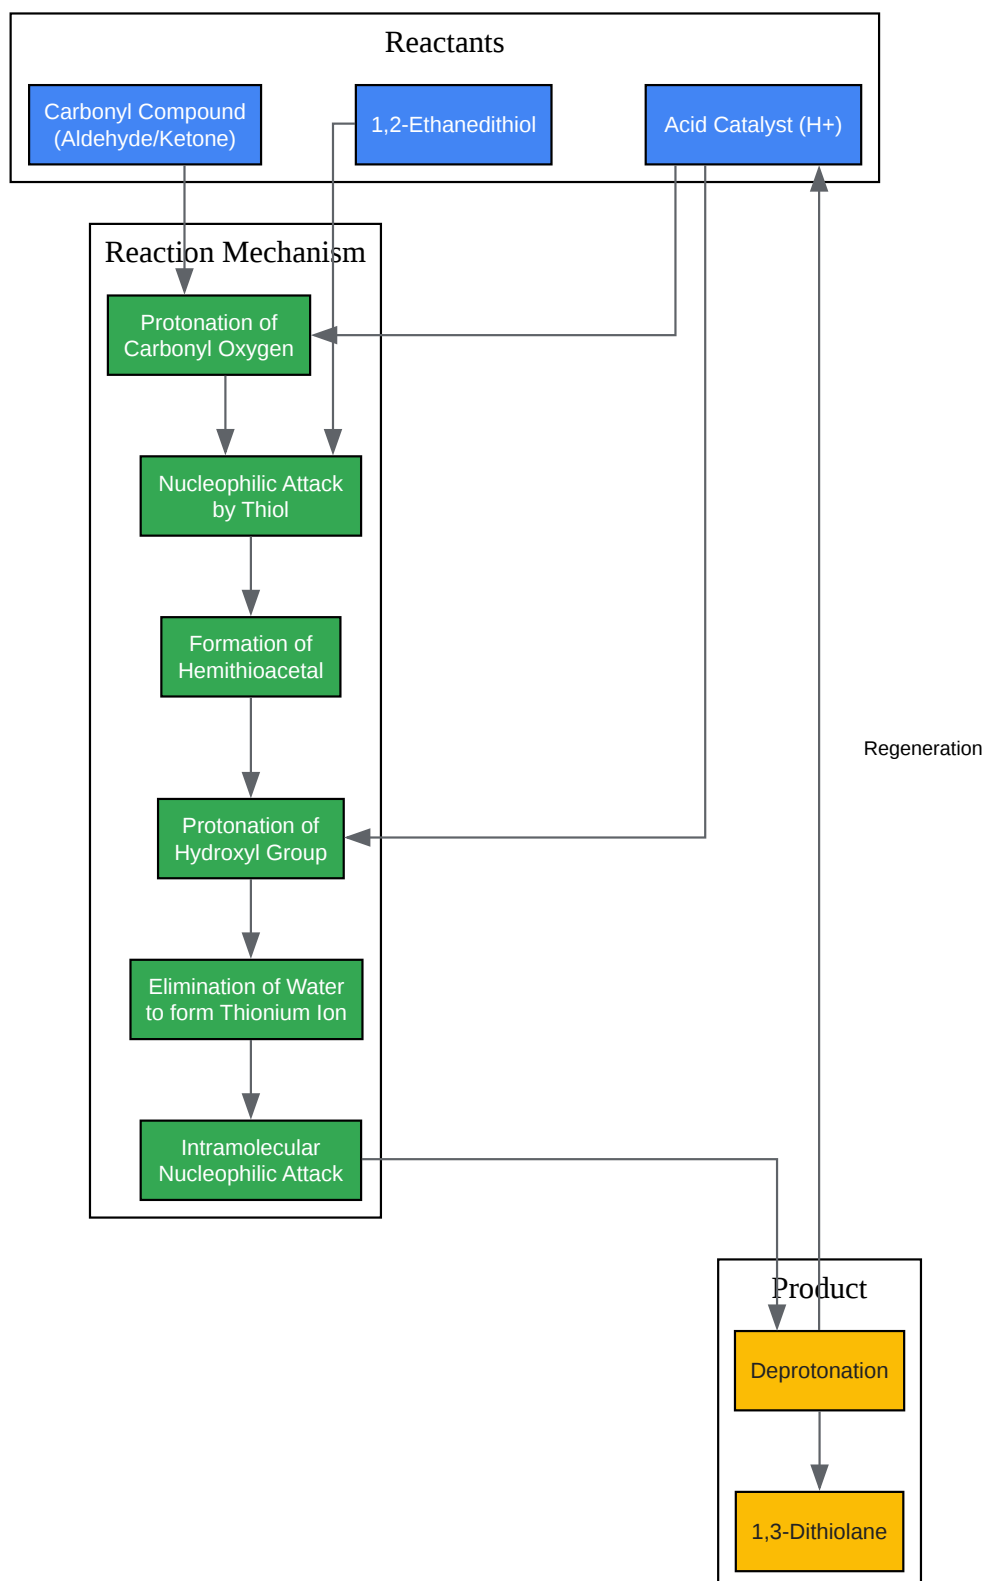 Reactants
Carbonyl Compound
(Aldehyde/Ketone)
1,2-Ethanedithiol
Acid Catalyst (H+)
Reaction Mechanism
Protonation of
Carbonyl Oxygen
Nucleophilic Attack
by Thiol
Formation of
Hemithioacetal
Regeneration
Protonation of
Hydroxyl Group
Elimination of Water
to form Thionium Ion
Intramolecular
Nucleophilic Attack
Product
Deprotonation
1,3-Dithiolane